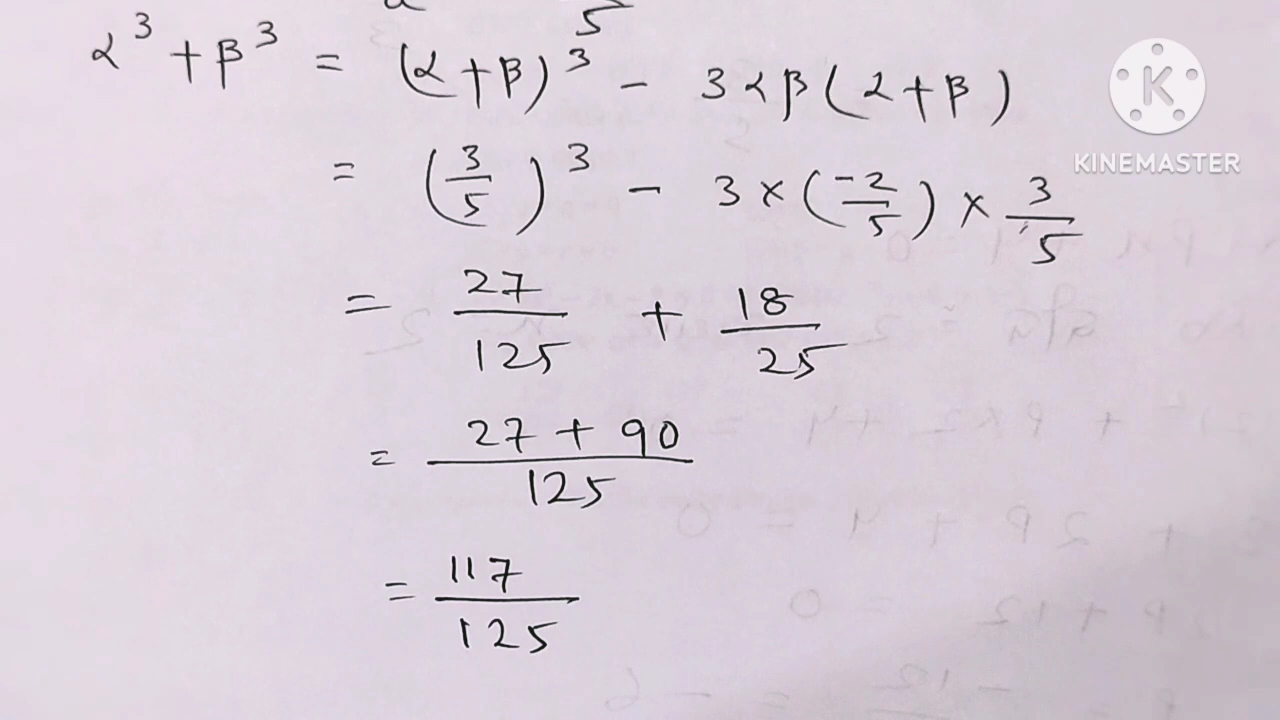 α³ + β³ = (α + β)³ - 3αβ(α + β)
= (3/5)³ - 3 × (-2/5) × 3/5
= 27/125 + 18/25
= (27 + 90)/125
= 117/125
K
KINEMASTER